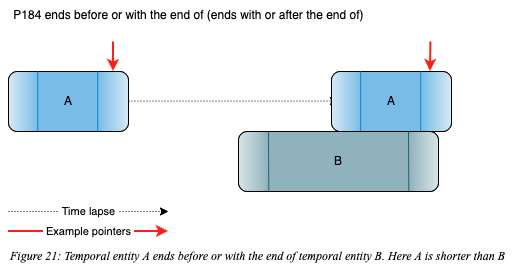 P184 ends before or with the end of (ends with or after the end of)
A
A
B
Time lapse
Example pointers
Figure 21: Temporal entity A ends before or with the end of temporal entity B. Here A is shorter than B